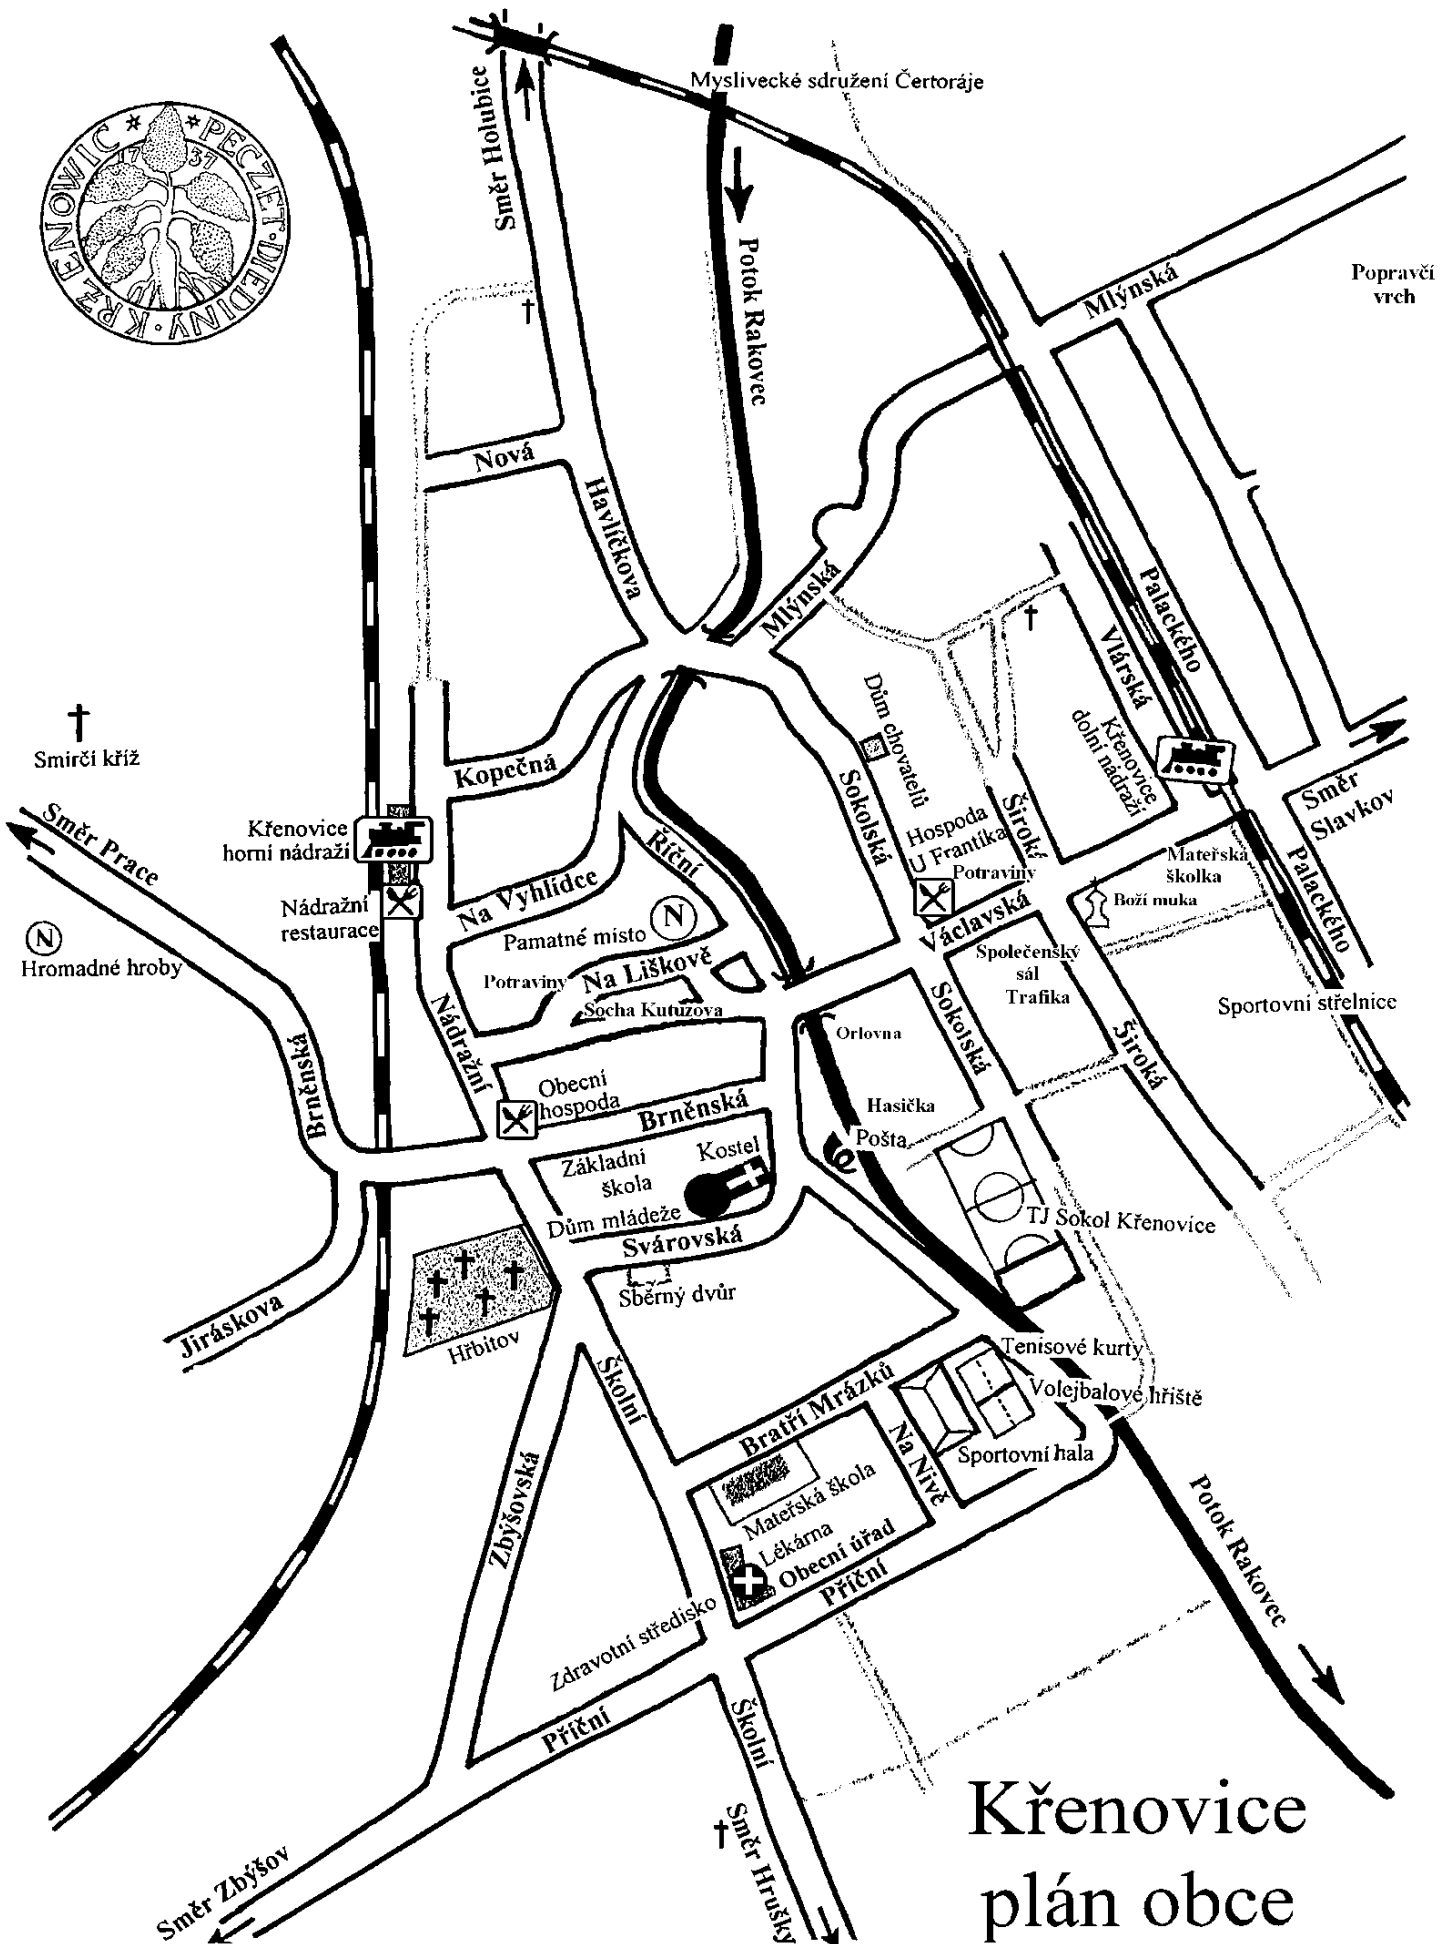 Směr Holubice
Myslivecké sdružení Čertoráje
PECZET · DIEDINY · KRZENOWIC
1737
Potok Rakovec
Mlýnská
Popravčí
vrch
Nová
Havlíčkova
Mlýnská
Palackého
Vlárská
Křenovice
dolní nádraží
Dům chovatelů
Smírčí kříž
Kopečná
Sokolská
Široká
Směr
Slavkov
Směr Prace
Křenovice
horní nádraží
Říční
Hospoda
U Frantíka
Potraviny
Mateřská
školka
Boží muka
Palackého
Nádražní
restaurace
Na Vyhlídce
N
Památné místo
Václavská
N
Hromadné hroby
Potraviny
Na Liškově
Socha Kutuzova
Společenský
sál
Trafika
Sportovní střelnice
Nádražní
Orlovna
Sokolská
Široká
Brněnská
Obecní
hospoda
Brněnská
Hasička
Pošta
Základní
škola
Kostel
Dům mládeže
Svárovská
TJ Sokol Křenovice
Sběrný dvůr
Jiráskova
Hřbitov
Školní
Tenisové kurty
Volejbalové hřiště
Bratří Mrázků
Na Nivě
Sportovní hala
Zbýšovská
Mateřská škola
Lékárna
Obecní úřad
Příční
Potok Rakovec
Zdravotní středisko
Příční
Školní
Směr Zbýšov
Směr Hrušky
Křenovice
plán obce